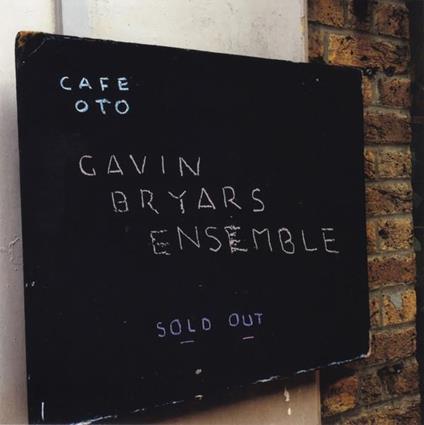 CAFE
OTO
GAVIN
BRYARS
ENSEMBLE
SOLD OUT